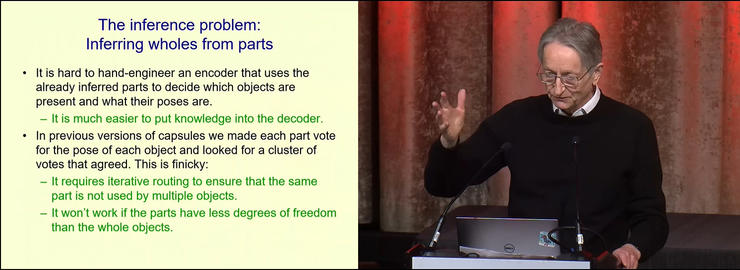 The inference problem:
Inferring wholes from parts
• It is hard to hand-engineer an encoder that uses the
already inferred parts to decide which objects are
present and what their poses are.
– It is much easier to put knowledge into the decoder.
• In previous versions of capsules we made each part vote
for the pose of each object and looked for a cluster of
votes that agreed. This is finicky:
– It requires iterative routing to ensure that the same
part is not used by multiple objects.
– It won't work if the parts have less degrees of freedom
than the whole objects.
DELL